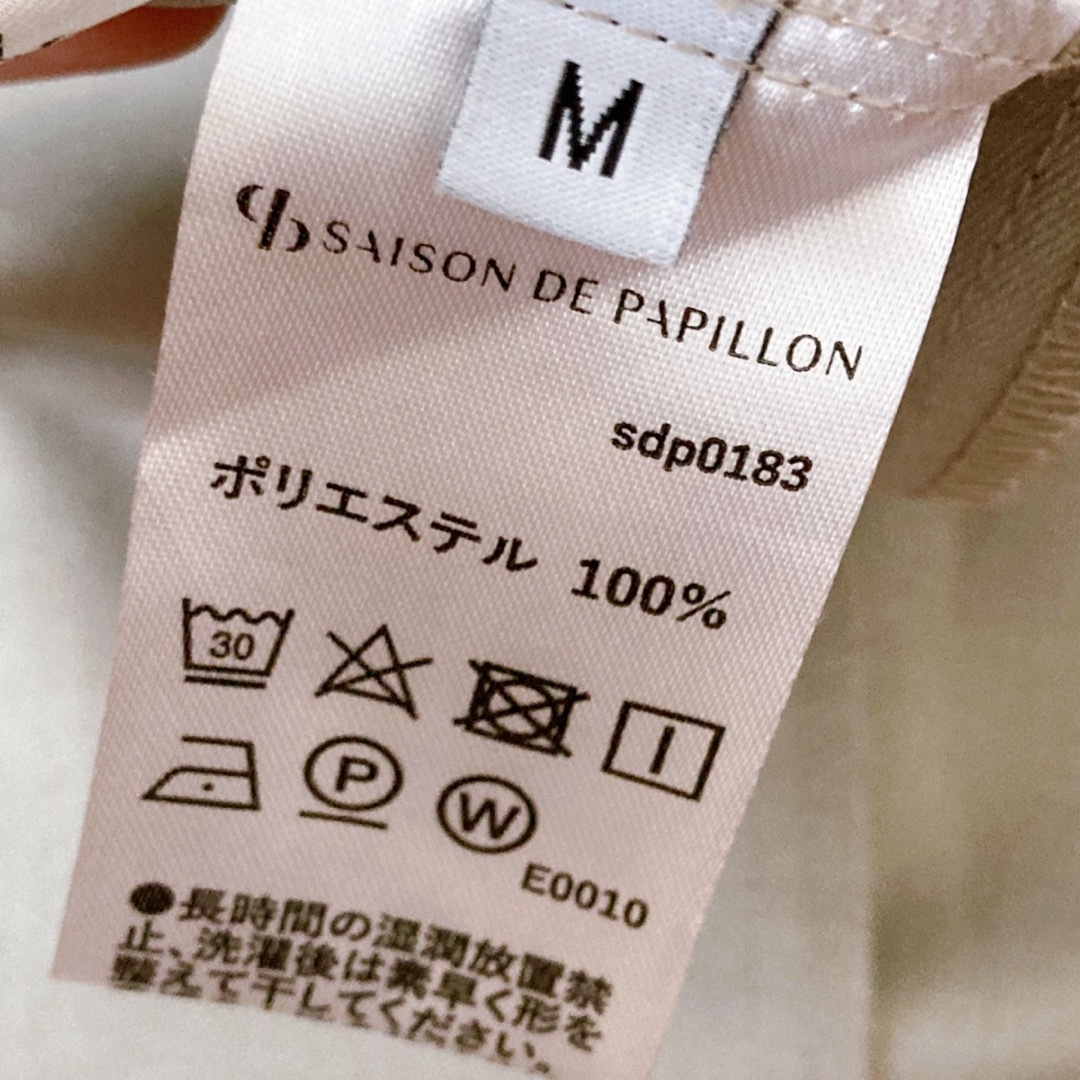 M
SAISON DE PAPILLON
sdp0183
ポリエステル 100%
30
P W
E0010
●長時間の湿潤放置禁
止、洗濯後は素早く形を
整えて干してください。